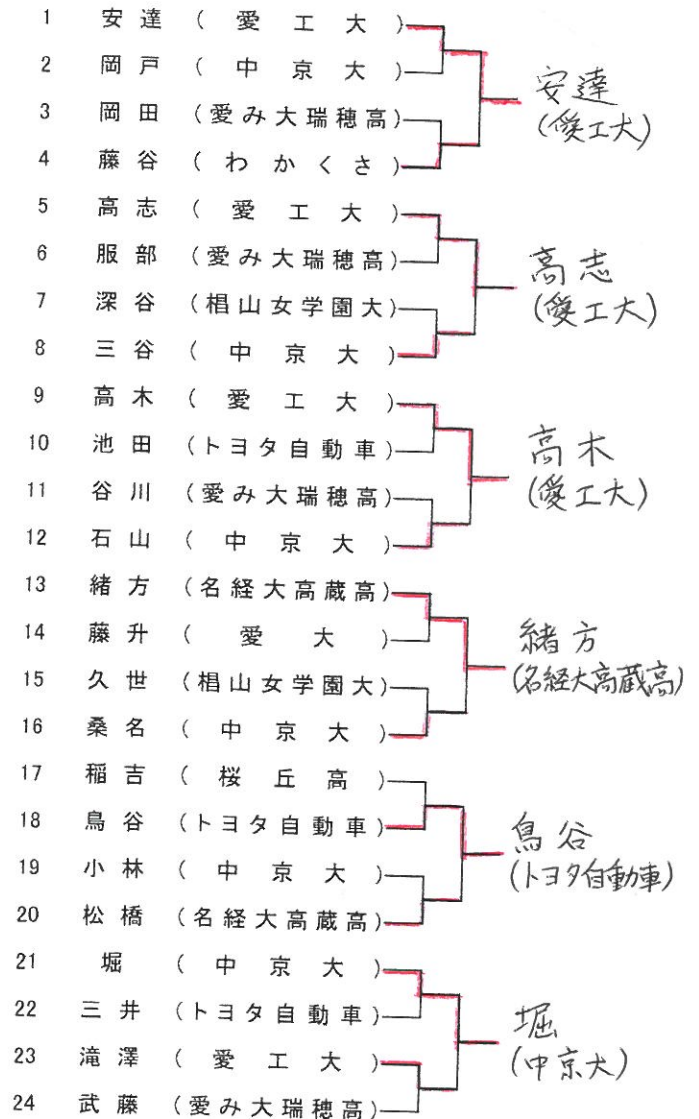 1 安達 (愛工大)
2 岡戸 (中京大)
安達
3 岡田 (愛み大瑞穂高)
(愛工大)
4 藤谷 (わかくさ)
5 高志 (愛工大)
6 服部 (愛み大瑞穂高)
高志
7 深谷 (椙山女学園大)
(愛工大)
8 三谷 (中京大)
9 高木 (愛工大)
10 池田 (トヨタ自動車)
高木
11 谷川 (愛み大瑞穂高)
(愛工大)
12 石山 (中京大)
13 緒方 (名経大高蔵高)
14 藤升 (愛大)
緒方
15 久世 (椙山女学園大)
(名経大高蔵高)
16 桑名 (中京大)
17 稲吉 (桜丘高)
18 鳥谷 (トヨタ自動車)
鳥谷
19 小林 (中京大)
(トヨタ自動車)
20 松橋 (名経大高蔵高)
21 堀 (中京大)
22 三井 (トヨタ自動車)
堀
23 滝澤 (愛工大)
(中京大)
24 武藤 (愛み大瑞穂高)